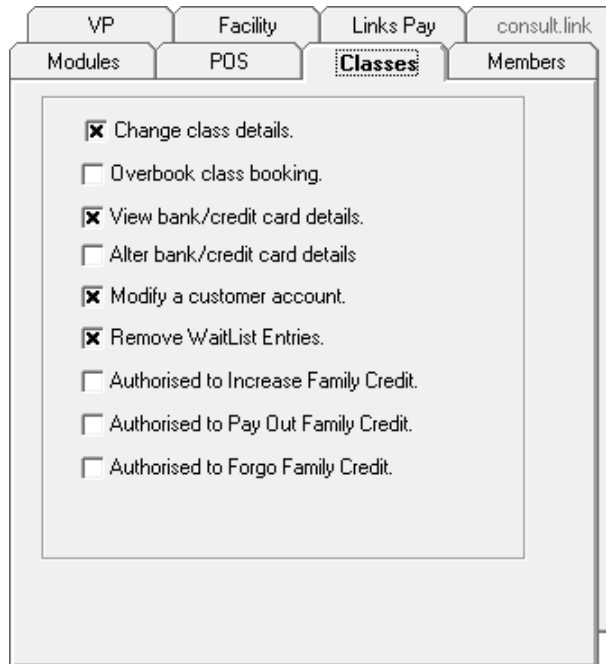 VP Facility Links Pay consult.link
Modules POS Classes Members
Change class details.
Overbook class booking.
View bank/credit card details.
Alter bank/credit card details
Modify a customer account.
Remove WaitList Entries.
Authorised to Increase Family Credit.
Authorised to Pay Out Family Credit.
Authorised to Forgo Family Credit.